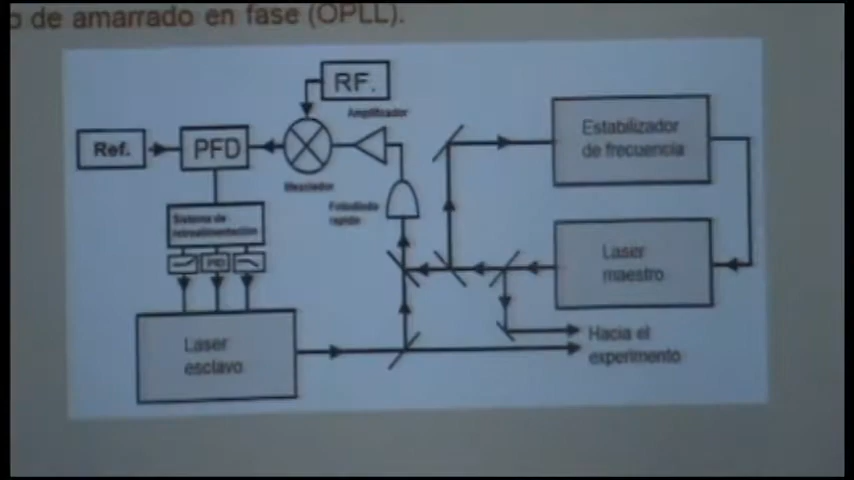 de amarrado en fase (OPLL).
RF.
Amplificador
Ref.
PFD
Mezclador
Estabilizador
de frecuencia
Fotodiodo
rapido
Sistema de
retroalimentación
PID
Laser
maestro
Laser
esclavo
Hacia el
experimento